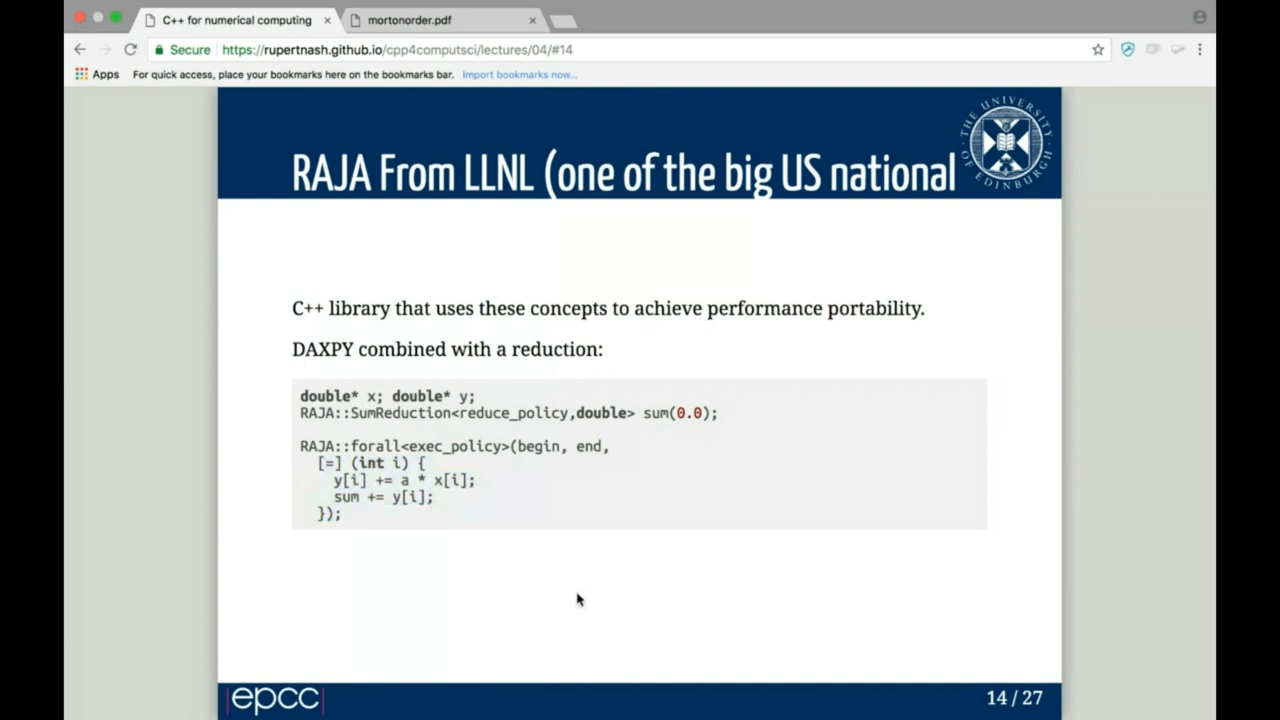 C++ for numerical computing
mortonorder.pdf
Secure https://rupertnash.github.io/cpp4computsci/lectures/04/#14
Apps For quick access, place your bookmarks here on the bookmarks bar. Import bookmarks now...
THE UNIVERSITY OF EDINBURGH
RAJA From LLNL (one of the big US national
C++ library that uses these concepts to achieve performance portability.
DAXPY combined with a reduction:
double* x; double* y;
RAJA::SumReduction<reduce_policy,double> sum(0.0);
RAJA::forall<exec_policy>(begin, end,
[=] (int i) {
y[i] += a * x[i];
sum += y[i];
});
|epcc|
14 / 27